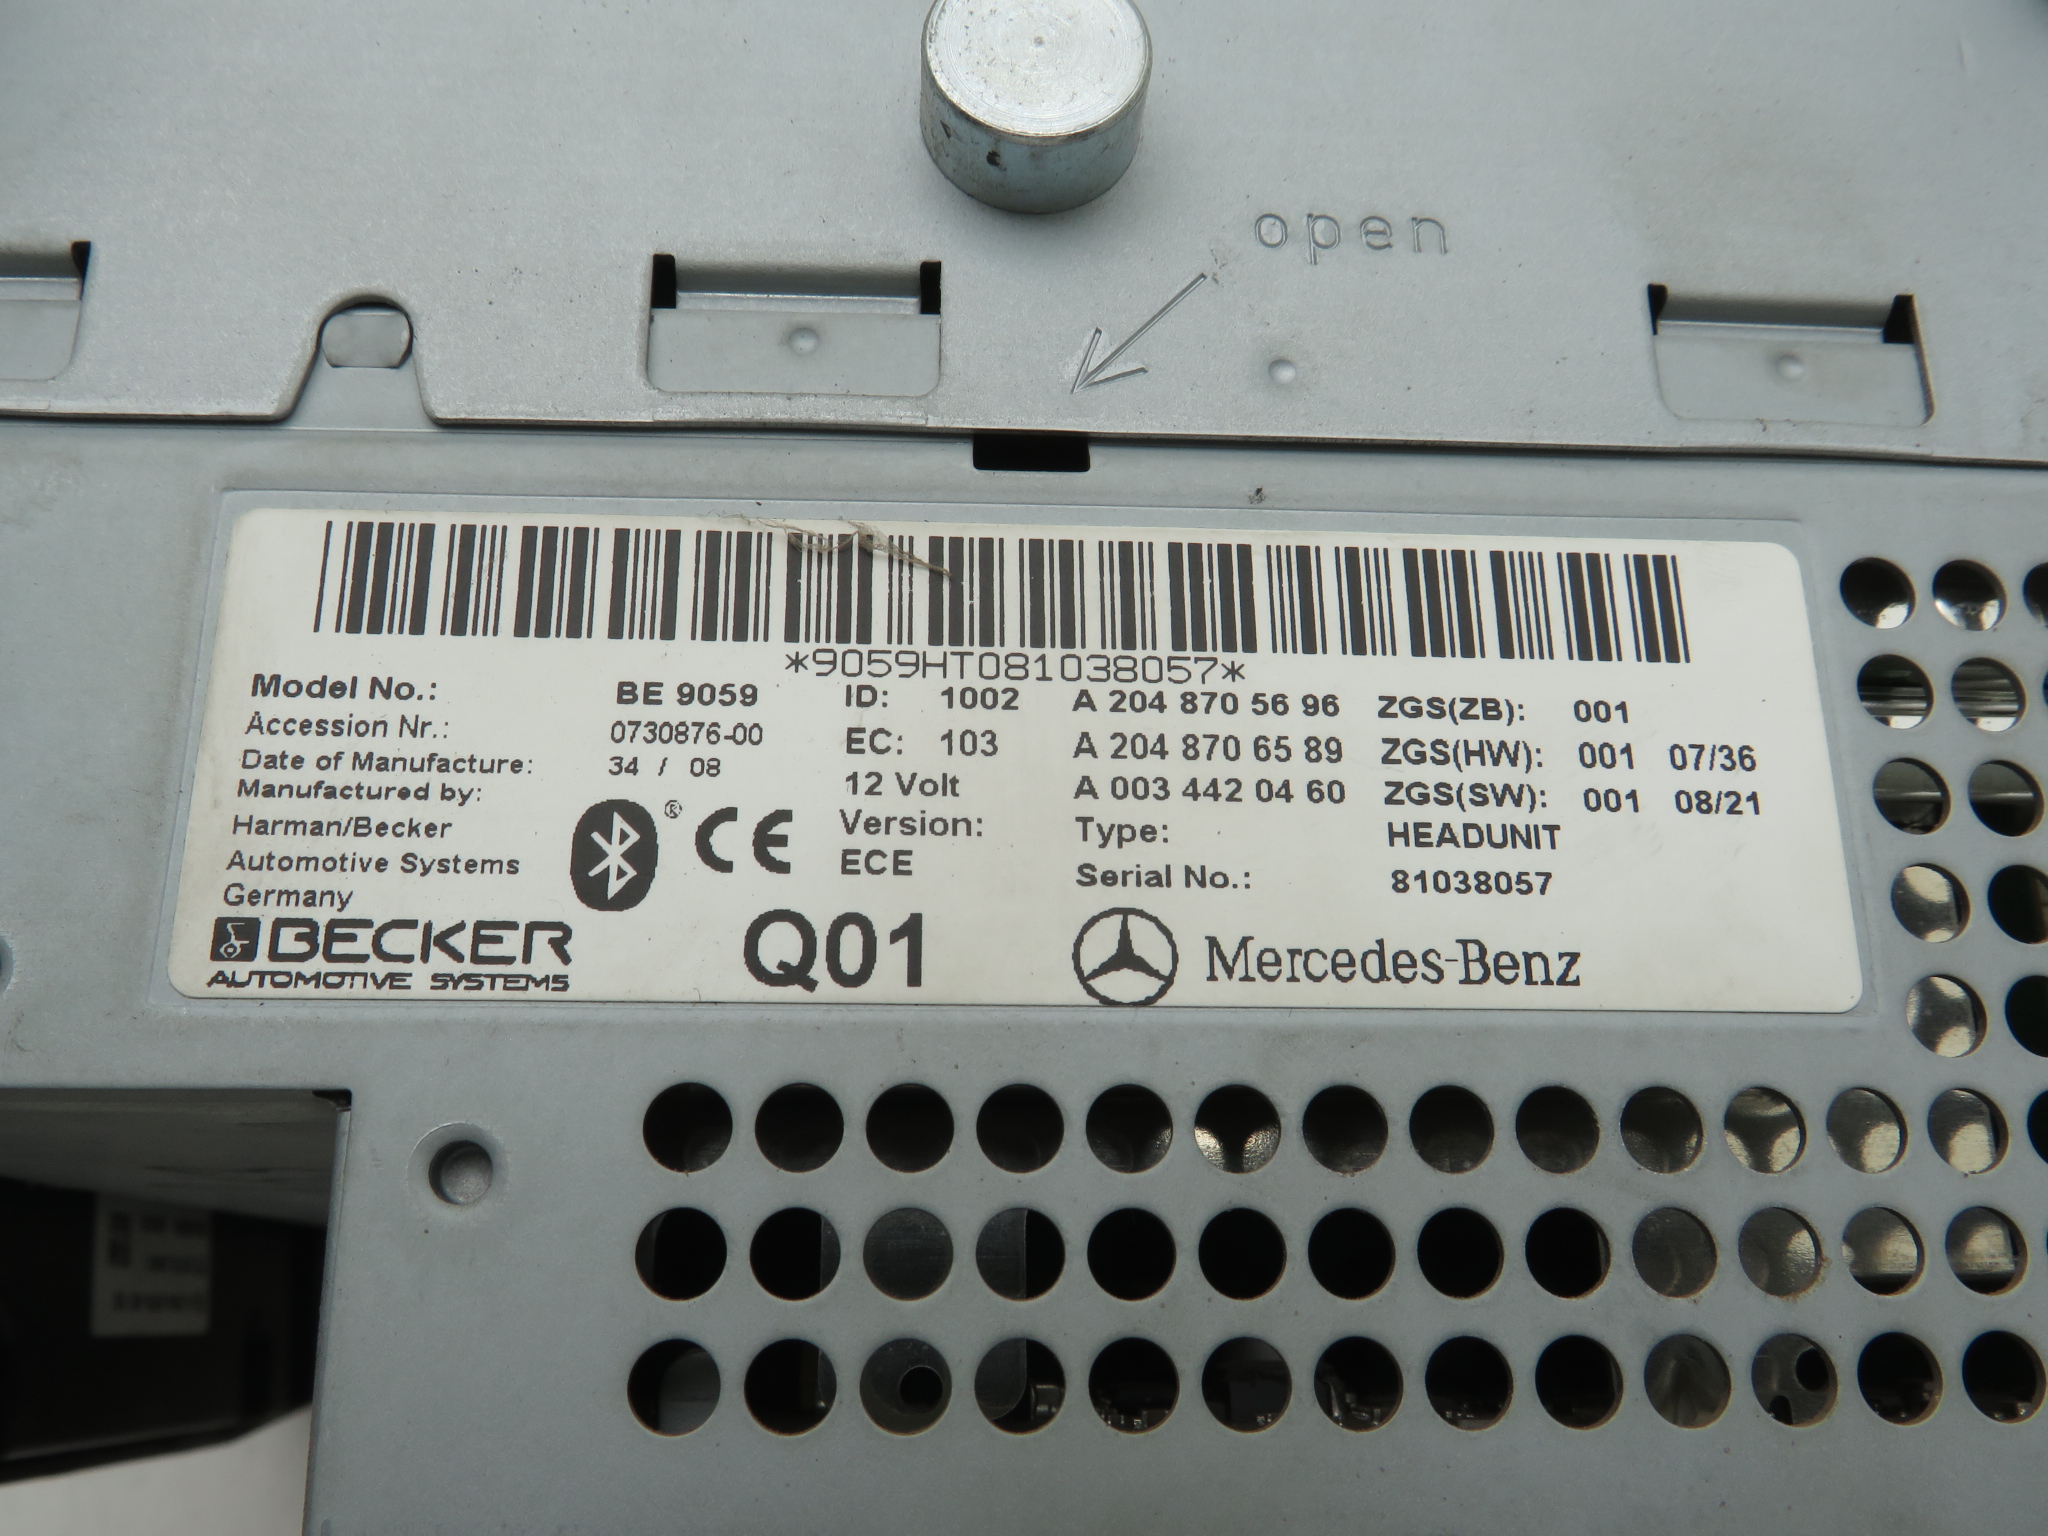 open
*9059HT081038057*
Model No.: BE 9059 ID: 1002 A 204 870 56 96 ZGS(ZB): 001
Accession Nr.: 0730876-00 EC: 103 A 204 870 65 89 ZGS(HW): 001 07/36
Date of Manufacture: 34 / 08 12 Volt A 003 442 04 60 ZGS(SW): 001 08/21
Manufactured by:
Harman/Becker ® CE Version: Type: HEADUNIT
Automotive Systems ECE Serial No.: 81038057
Germany
BECKER Q01 Mercedes-Benz
AUTOMOTIVE SYSTEMS